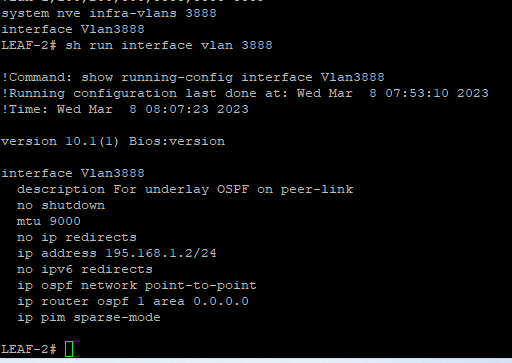 system nve infra-vlans 3888
interface Vlan3888
LEAF-2# sh run interface vlan 3888
!Command: show running-config interface Vlan3888
!Running configuration last done at: Wed Mar  8 07:53:10 2023
!Time: Wed Mar  8 08:07:23 2023
version 10.1(1) Bios:version
interface Vlan3888
  description For underlay OSPF on peer-link
  no shutdown
  mtu 9000
  no ip redirects
  ip address 195.168.1.2/24
  no ipv6 redirects
  ip ospf network point-to-point
  ip router ospf 1 area 0.0.0.0
  ip pim sparse-mode
LEAF-2#